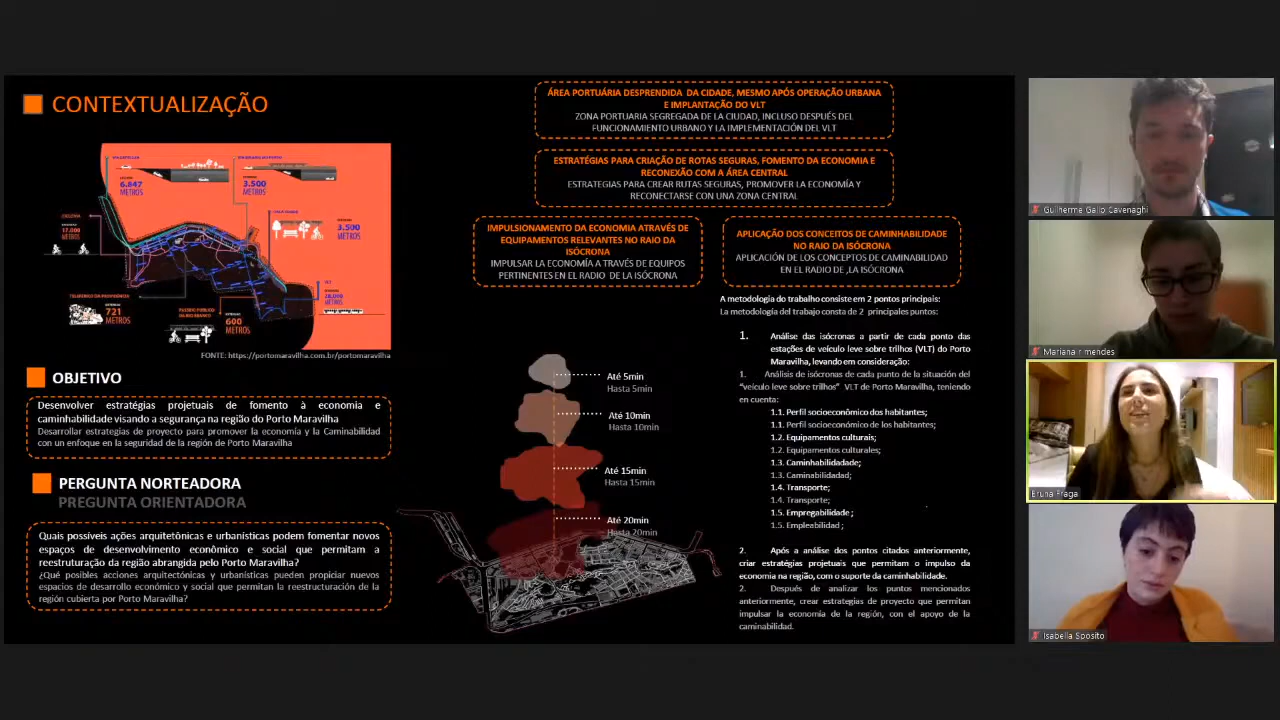 CONTEXTUALIZAÇÃO
6.847
METROS
3.500
METROS
3.500
METROS
17.000
METROS
VLT
28.000
METROS
721
METROS
600
METROS
FONTE: https://portomaravilha.com.br/portomaravilha
OBJETIVO
Desenvolver estratégias projetuais de fomento à economia e
caminhabilidade visando a segurança na região do Porto Maravilha
Desarrollar estrategias de proyecto para promover la economía y la Caminabilidad
con un enfoque en la seguridad de la región de Porto Maravilha
PERGUNTA NORTEADORA
PREGUNTA ORIENTADORA
Quais possíveis ações arquitetônicas e urbanísticas podem fomentar novos
espaços de desenvolvimento econômico e social que permitam a
reestruturação da região abrangida pelo Porto Maravilha?
¿Qué posibles acciones arquitectónicas y urbanísticas pueden propiciar nuevos
espacios de desarrollo económico y social que permitan la reestructuración de la
región cubierta por Porto Maravilha?
ÁREA PORTUÁRIA DESPRENDIDA DA CIDADE, MESMO APÓS OPERAÇÃO URBANA
E IMPLANTAÇÃO DO VLT
ZONA PORTUARIA SEGREGADA DE LA CIUDAD, INCLUSO DESPUÉS DEL
FUNCIONAMIENTO URBANO Y LA IMPLEMENTACIÓN DEL VLT
ESTRATÉGIAS PARA CRIAÇÃO DE ROTAS SEGURAS, FOMENTO DA ECONOMIA E
RECONEXÃO COM A ÁREA CENTRAL
ESTRATEGIAS PARA CREAR RUTAS SEGURAS, PROMOVER LA ECONOMÍA Y
RECONECTARSE CON UNA ZONA CENTRAL
IMPULSIONAMENTO DA ECONOMIA ATRAVÉS DE
EQUIPAMENTOS RELEVANTES NO RAIO DA
ISÓCRONA
IMPULSAR LA ECONOMÍA A TRAVÉS DE EQUIPOS
PERTINENTES EN EL RADIO DE LA ISÓCRONA
APLICAÇÃO DOS CONCEITOS DE CAMINHABILIDADE
NO RAIO DA ISÓCRONA
APLICACIÓN DE LOS CONCEPTOS DE CAMINABILIDAD
EN EL RADIO DE ,LA ISÓCRONA
Até 5min
Hasta 5min
Até 10min
Hasta 10min
Até 15min
Hasta 15min
Até 20min
Hasta 20min
A metodologia do trabalho consiste em 2 pontos principais:
La metodología del trabajo consta de 2 principales puntos:
1. Análise das isócronas a partir de cada ponto das
estações de veículo leve sobre trilhos (VLT) do Porto
Maravilha, levando em consideração:
1. Análisis de isócronas de cada punto de la situación del
“veículo leve sobre trilhos” VLT de Porto Maravilha, teniendo
en cuenta:
1.1. Perfil socioeconômico dos habitantes;
1.1. Perfil socioeconómico de los habitantes;
1.2. Equipamentos culturais;
1.2. Equipamentos culturales;
1.3. Caminhabilidadade;
1.3. Caminabilidadad;
1.4. Transporte;
1.4. Transporte;
1.5. Empregabilidade ;
1.5. Empleabilidad ;
2. Após a análise dos pontos citados anteriormente,
criar estratégias projetuais que permitam o impulso da
economia na região, com o suporte da caminhabilidade.
2. Después de analizar los puntos mencionados
anteriormente, crear estrategias de proyecto que permitan
impulsar la economía de la región, con el apoyo de la
caminabilidad.
Guilherme Gallo Cavenaghi
Mariana r mendes
Bruna Fraga
Isabella Sposito